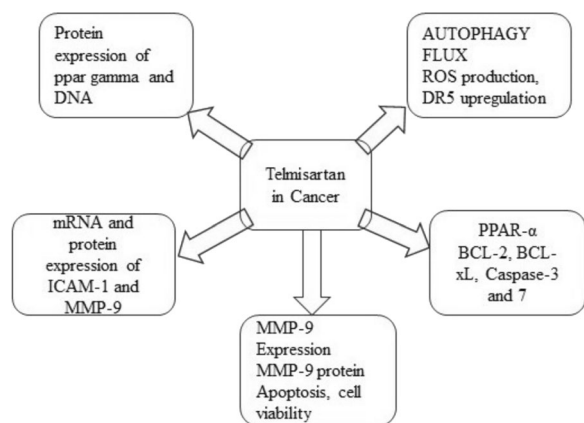 Protein
expression of
ppar gamma and
DNA
AUTOPHAGY
FLUX
ROS production,
DR5 upregulation
Telmisartan
in Cancer
mRNA and
protein
expression of
ICAM-1 and
MMP-9
PPAR-α
BCL-2, BCL-
xL, Caspase-3
and 7
MMP-9
Expression
MMP-9 protein
Apoptosis, cell
viability